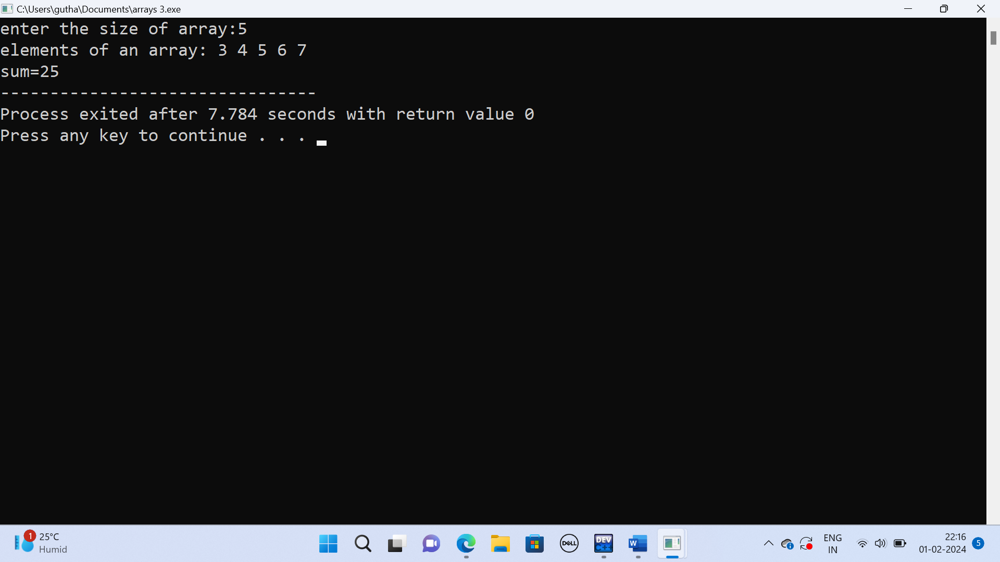 C:\Users\gutha\Documents\arrays 3.exe
enter the size of array:5
elements of an array: 3 4 5 6 7
sum=25
--------------------------------
Process exited after 7.784 seconds with return value 0
Press any key to continue . . .
1
25°C
Humid
DELL
DEV
C++
W
ENG
IN
22:16
01-02-2024
5